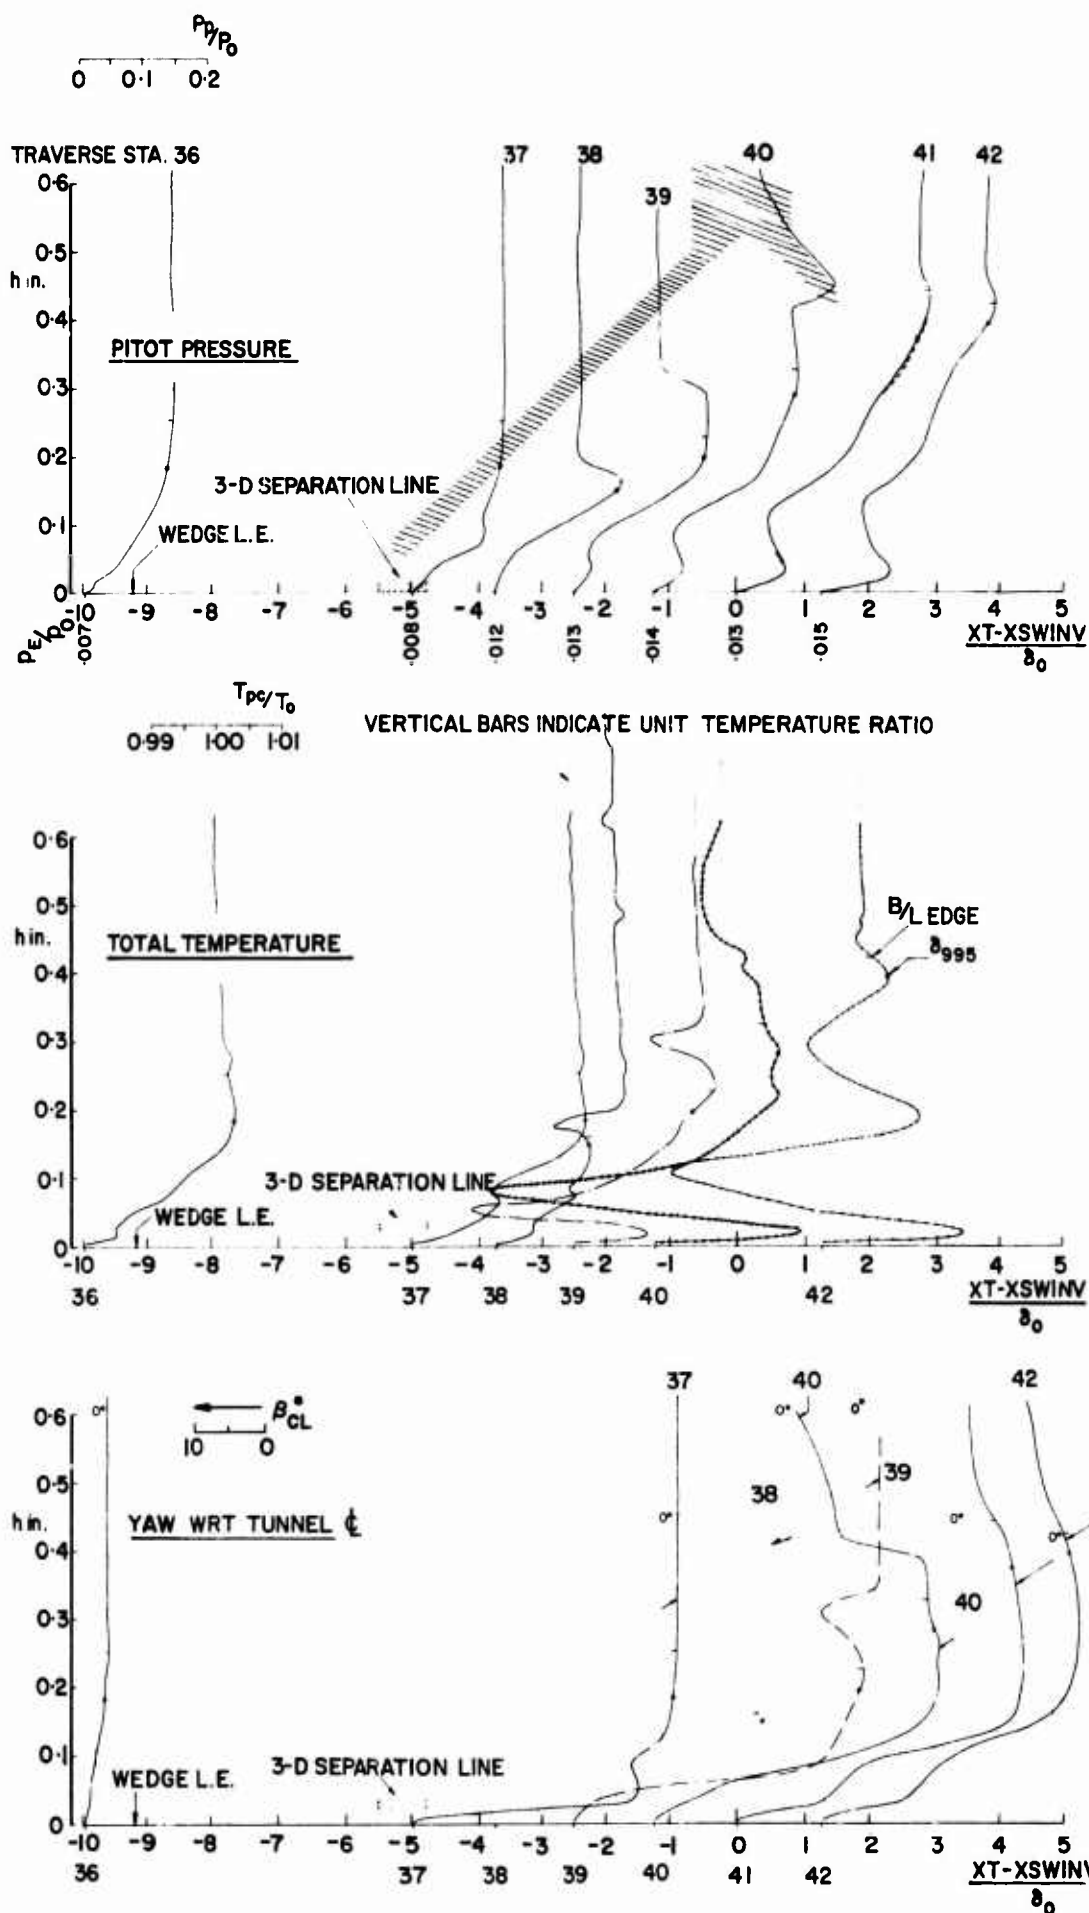 Pp/P0
0 0·1 0·2
TRAVERSE STA. 36 37 38 39 40 41 42
0·6
0·5
h in.
0·4
PITOT PRESSURE
0·3
0·2
3-D SEPARATION LINE
0·1
WEDGE L.E.
0
-10 -9 -8 -7 -6 -5 -4 -3 -2 -1 0 1 2 3 4 5
PE/P0 ·007 ·008 ·012 ·013 ·014 ·013 ·015
XT-XSWINV
δ0
Tpc/T0
0·99 1·00 1·01
VERTICAL BARS INDICATE UNIT TEMPERATURE RATIO
0·6
0·5
B/L EDGE
h in.
TOTAL TEMPERATURE
δ995
0·4
0·3
0·2
0·1
3-D SEPARATION LINE
WEDGE L.E.
0
-10 -9 -8 -7 -6 -5 -4 -3 -2 -1 0 1 2 3 4 5
36 37 38 39 40 42
XT-XSWINV
δ0
37 40 42
0·6
0° β°CL 0° 0°
10 0
39
0·5
38
h in.
YAW WRT TUNNEL ℄
0° 0° 0°
0·4
40
0·3
0·2
0·1
3-D SEPARATION LINE
WEDGE L.E.
0
-10 -9 -8 -7 -6 -5 -4 -3 -2 -1 0 1 2 3 4 5
36 37 38 39 40 41 42
XT-XSWINV
δ0